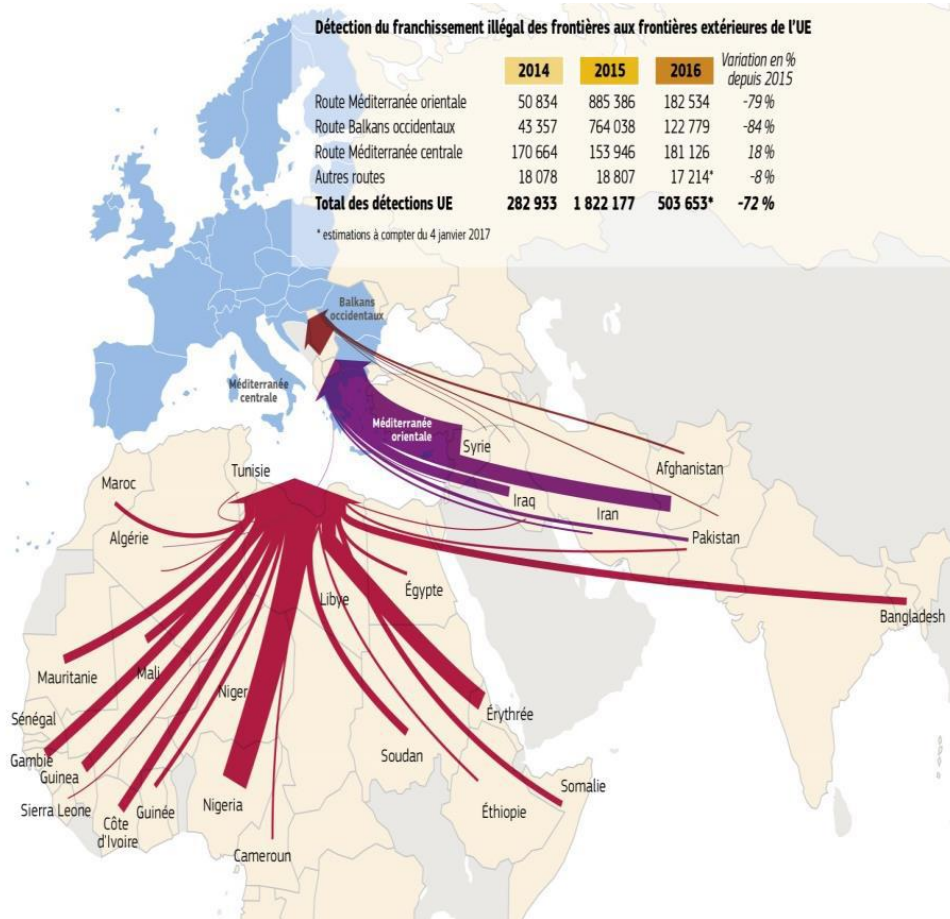 Détection du franchissement illégal des frontières aux frontières extérieures de l'UE
2014 2015 2016 Variation en % depuis 2015
Route Méditerranée orientale 50 834 885 386 182 534 -79 %
Route Balkans occidentaux 43 357 764 038 122 779 -84 %
Route Méditerranée centrale 170 664 153 946 181 126 18 %
Autres routes 18 078 18 807 17 214* -8 %
Total des détections UE 282 933 1 822 177 503 653* -72 %
* estimations à compter du 4 janvier 2017
Balkans
occidentaux
Méditerranée
centrale
Méditerranée
orientale
Syrie
Afghanistan
Iraq
Iran
Pakistan
Bangladesh
Maroc
Tunisie
Algérie
Libye
Égypte
Mauritanie
Mali
Niger
Sénégal
Gambie
Guinea
Sierra Leone
Côte
d'Ivoire
Guinée
Nigeria
Cameroun
Soudan
Érythrée
Éthiopie
Somalie